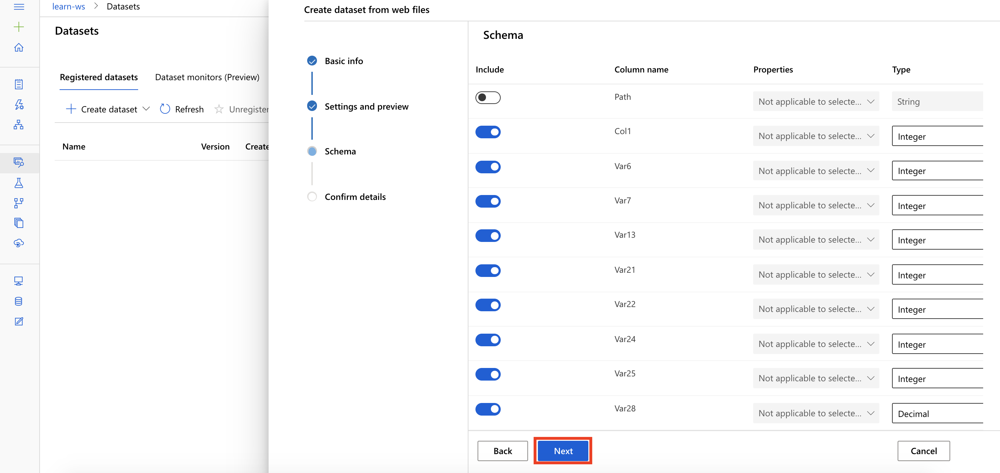 learn-ws > Datasets
Datasets
Registered datasets
Dataset monitors (Preview)
Create dataset
Refresh
Unregister
Name
Version
Create
Create dataset from web files
Basic info
Settings and preview
Schema
Confirm details
Schema
Include Column name Properties Type
Path Not applicable to selecte... String
Col1 Not applicable to selecte... Integer
Var6 Not applicable to selecte... Integer
Var7 Not applicable to selecte... Integer
Var13 Not applicable to selecte... Integer
Var21 Not applicable to selecte... Integer
Var22 Not applicable to selecte... Integer
Var24 Not applicable to selecte... Integer
Var25 Not applicable to selecte... Integer
Var28 Not applicable to selecte... Decimal
Back Next Cancel